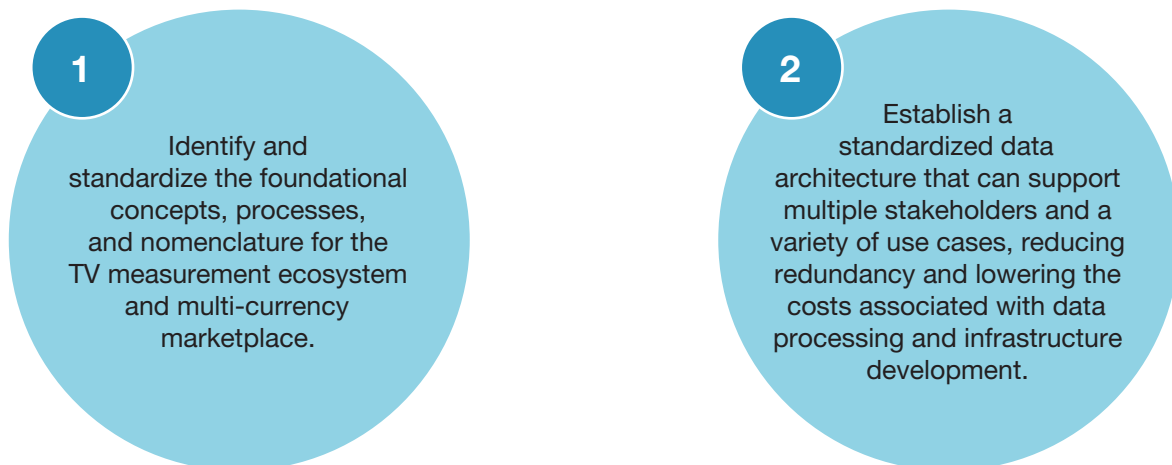 1
Identify and
standardize the foundational
concepts, processes,
and nomenclature for the
TV measurement ecosystem
and multi-currency
marketplace.
2
Establish a
standardized data
architecture that can support
multiple stakeholders and a
variety of use cases, reducing
redundancy and lowering the
costs associated with data
processing and infrastructure
development.